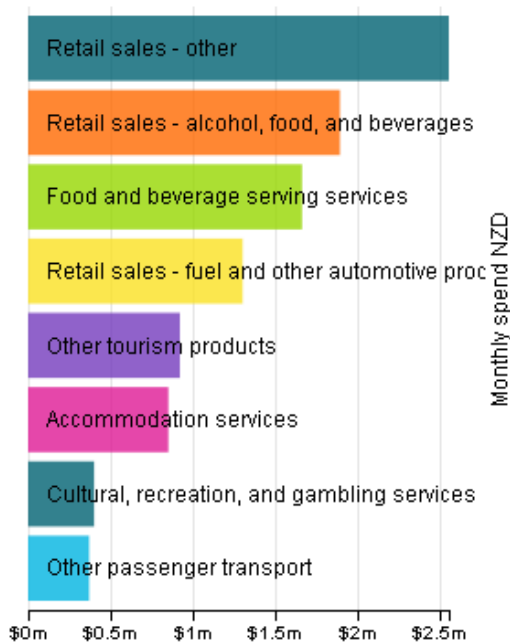 Retail sales - other
Retail sales - alcohol, food, and beverages
Food and beverage serving services
Retail sales - fuel and other automotive proc
Other tourism products
Accommodation services
Cultural, recreation, and gambling services
Other passenger transport
$0m $0.5m $1m $1.5m $2m $2.5m
Monthly spend NZD